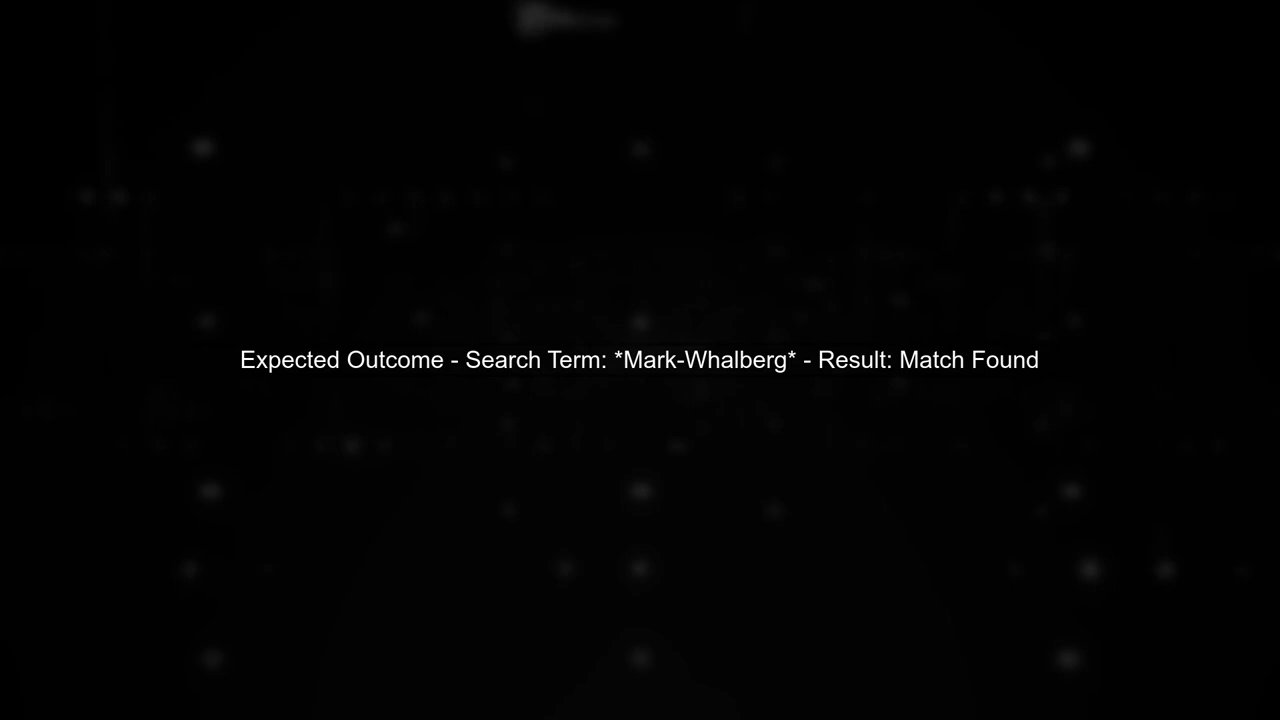 Expected Outcome - Search Term: *Mark-Whalberg* - Result: Match Found